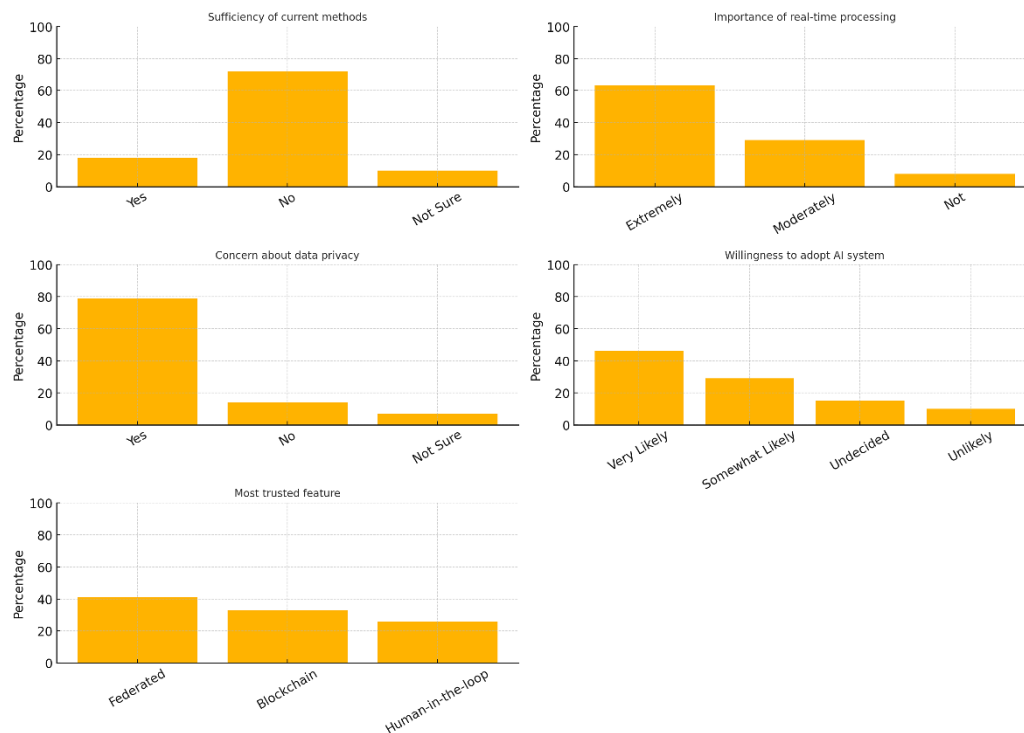 Sufficiency of current methods
Percentage
100
80
60
40
20
0
Yes
No
Not Sure
Importance of real-time processing
Percentage
100
80
60
40
20
0
Extremely
Moderately
Not
Concern about data privacy
Percentage
100
80
60
40
20
0
Yes
No
Not Sure
Willingness to adopt AI system
Percentage
100
80
60
40
20
0
Very Likely
Somewhat Likely
Undecided
Unlikely
Most trusted feature
Percentage
100
80
60
40
20
0
Federated
Blockchain
Human-in-the-loop